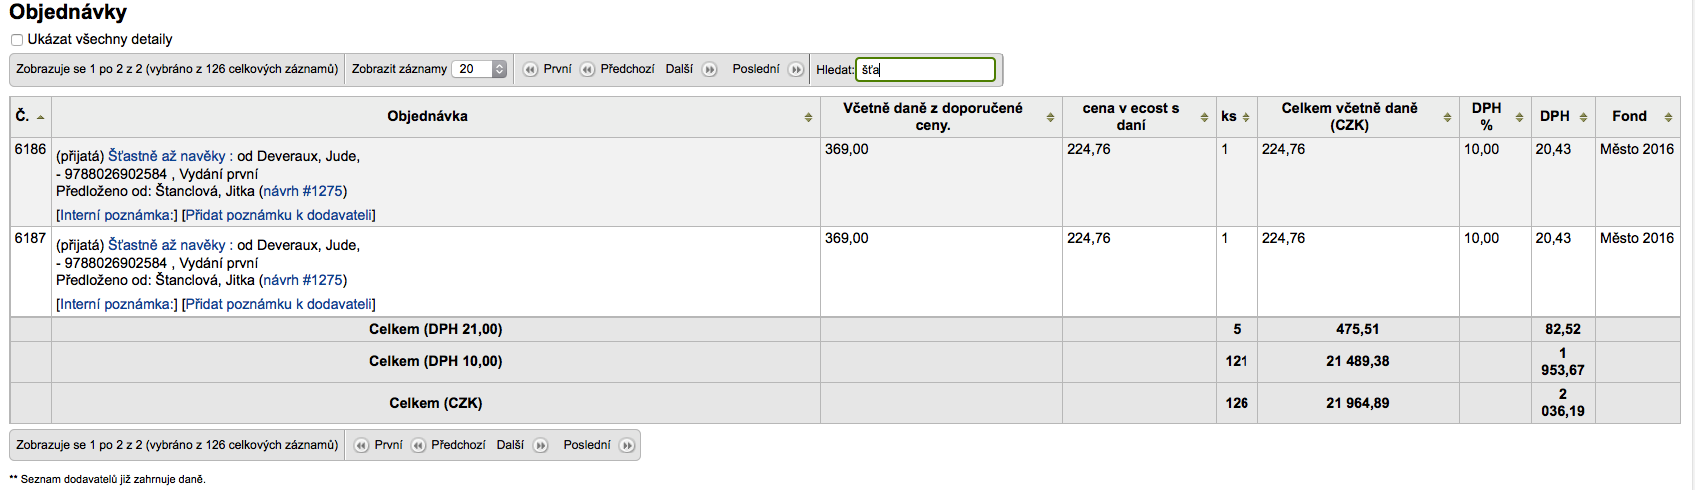 Objednávky
Ukázat všechny detaily
Zobrazuje se 1 po 2 z 2 (vybráno z 126 celkových záznamů) Zobrazit záznamy 20 První Předchozí Další Poslední Hledat: šťa
Č. Objednávka Včetně daně z doporučené ceny. cena v ecost s daní ks Celkem včetně daně (CZK) DPH % DPH Fond
6186 (přijatá) Šťastně až navěky : od Deveraux, Jude, 369,00 224,76 1 224,76 10,00 20,43 Město 2016
- 9788026902584 , Vydání první
Předloženo od: Štanclová, Jitka (návrh #1275)
[Interní poznámka:] [Přidat poznámku k dodavateli]
6187 (přijatá) Šťastně až navěky : od Deveraux, Jude, 369,00 224,76 1 224,76 10,00 20,43 Město 2016
- 9788026902584 , Vydání první
Předloženo od: Štanclová, Jitka (návrh #1275)
[Interní poznámka:] [Přidat poznámku k dodavateli]
Celkem (DPH 21,00) 5 475,51 82,52
Celkem (DPH 10,00) 121 21 489,38 1 953,67
Celkem (CZK) 126 21 964,89 2 036,19
Zobrazuje se 1 po 2 z 2 (vybráno z 126 celkových záznamů) První Předchozí Další Poslední
** Seznam dodavatelů již zahrnuje daně.